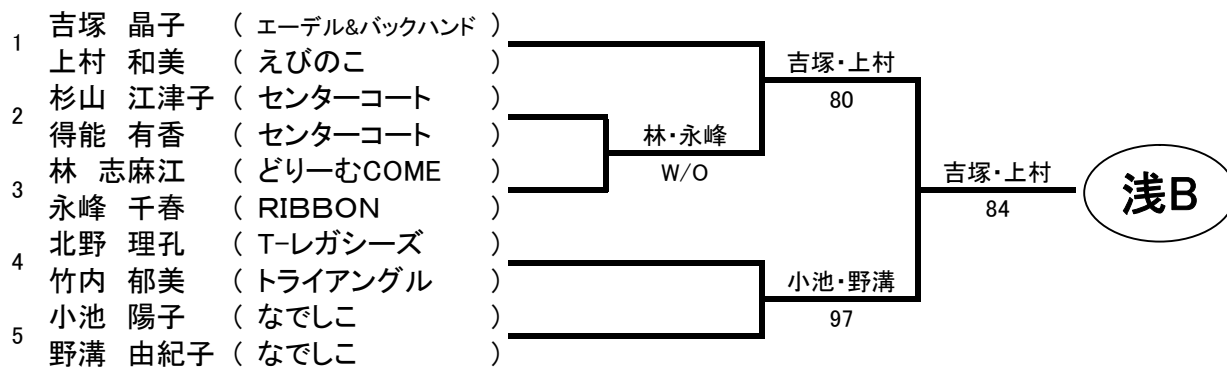 1
吉塚 晶子 ( エーデル&バックハンド )
上村 和美 ( えびのこ )
2
杉山 江津子 ( センターコート )
得能 有香 ( センターコート )
3
林 志麻江 ( どりーむCOME )
永峰 千春 ( RIBBON )
4
北野 理孔 ( T-レガシーズ )
竹内 郁美 ( トライアングル )
5
小池 陽子 ( なでしこ )
野溝 由紀子 ( なでしこ )
林・永峰
W/O
吉塚・上村
80
小池・野溝
97
吉塚・上村
84
浅B